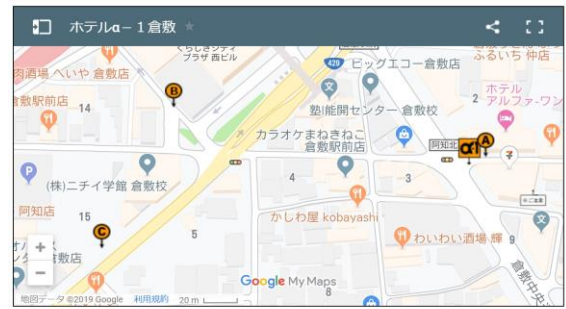 ホテルα－１倉敷
くらしきシティ
プラザ 西ビル
429
ビッグエコー倉敷店
ふるいち 仲店
肉酒場 べいや 倉敷店
B
倉敷駅前店
14
塾能開センター 倉敷校
2
ホテル
アルファーワン
カラオケまねきねこ
倉敷駅前店
阿知北
α1
A
P
(株)ニチイ学館 倉敷校
4
3
阿知店
15
かしわ屋 kobayashi
C
5
わいわい酒場 輝
9
倉敷店
+
−
Google My Maps
8
倉敷中央
地図データ ©2019 Google
利用規約
20 m